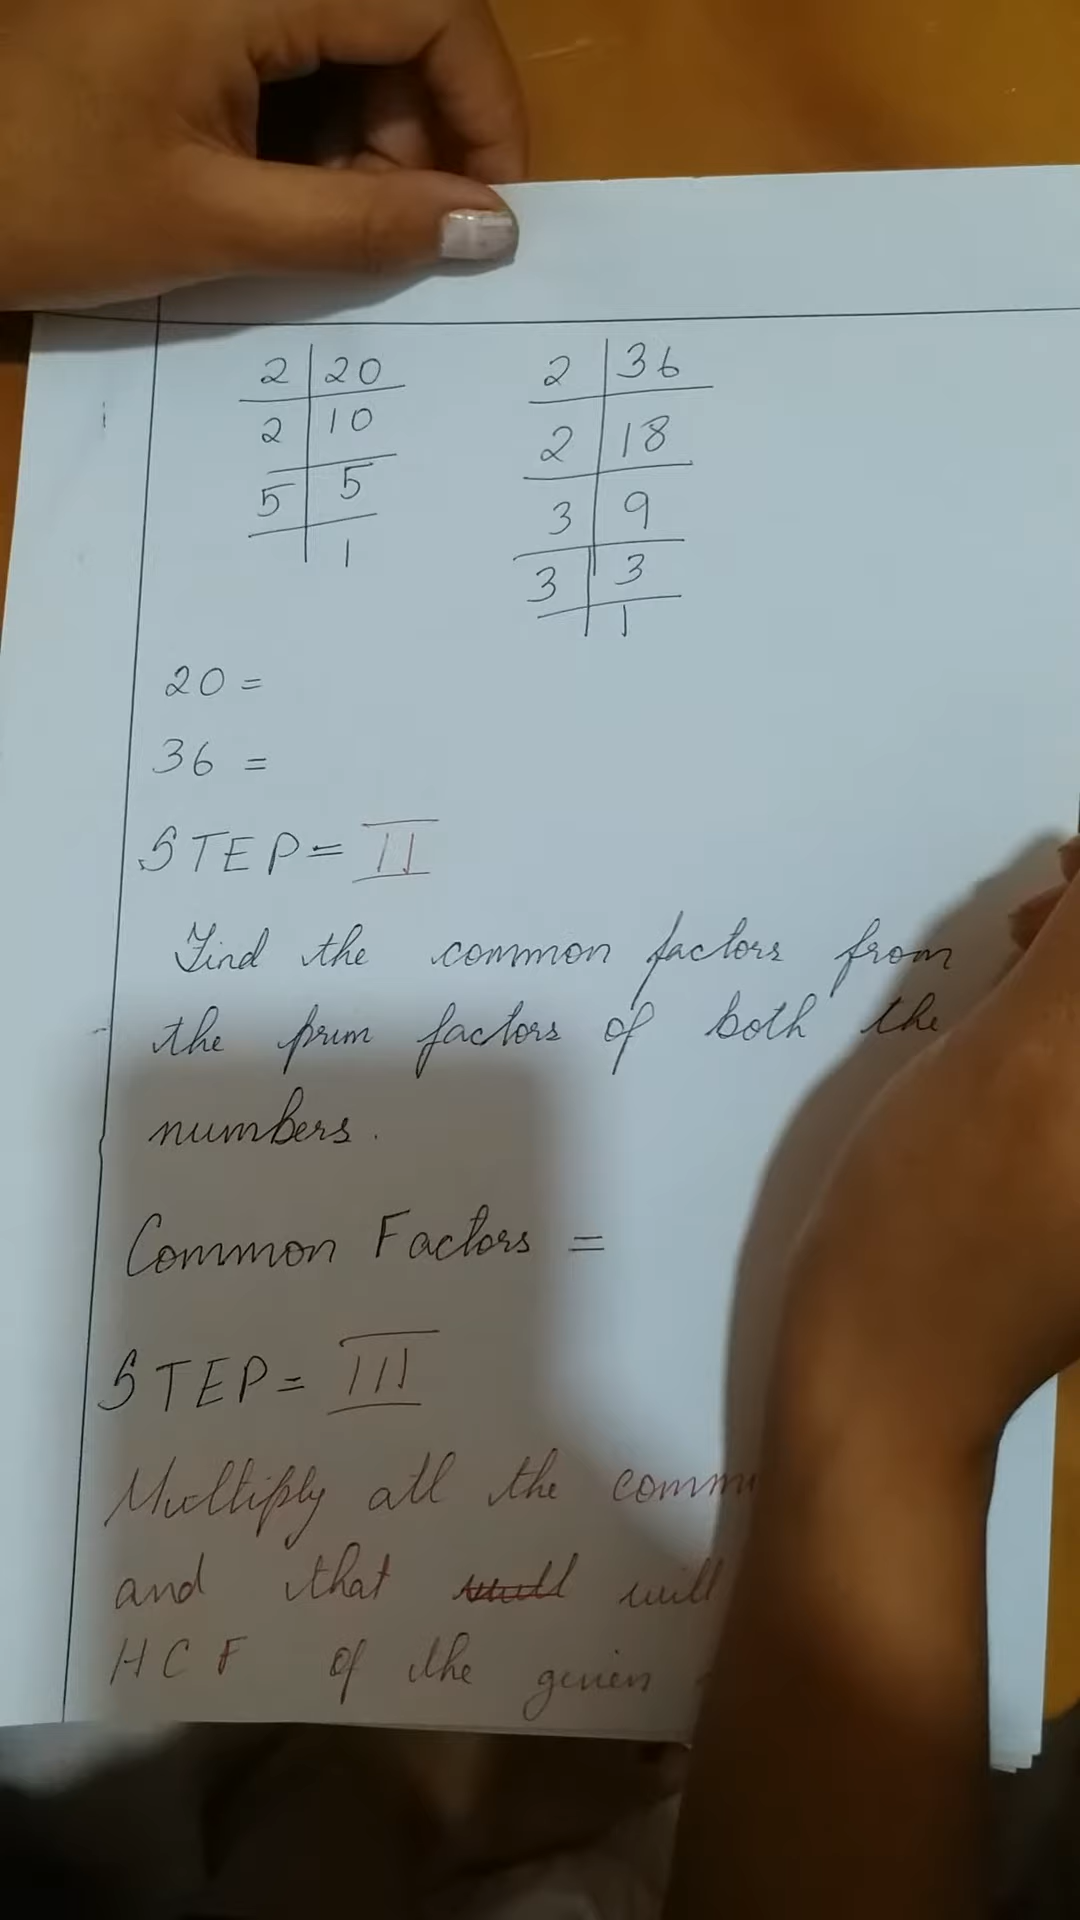 2 | 20
2 | 10
5 | 5
1
2 | 36
2 | 18
3 | 9
3 | 3
1
20 =
36 =
STEP = II
Find the common factors from
the prim factors of both the
numbers.
Common Factors =
STEP = III
Multiply all the comm
and that will
HCF of the given